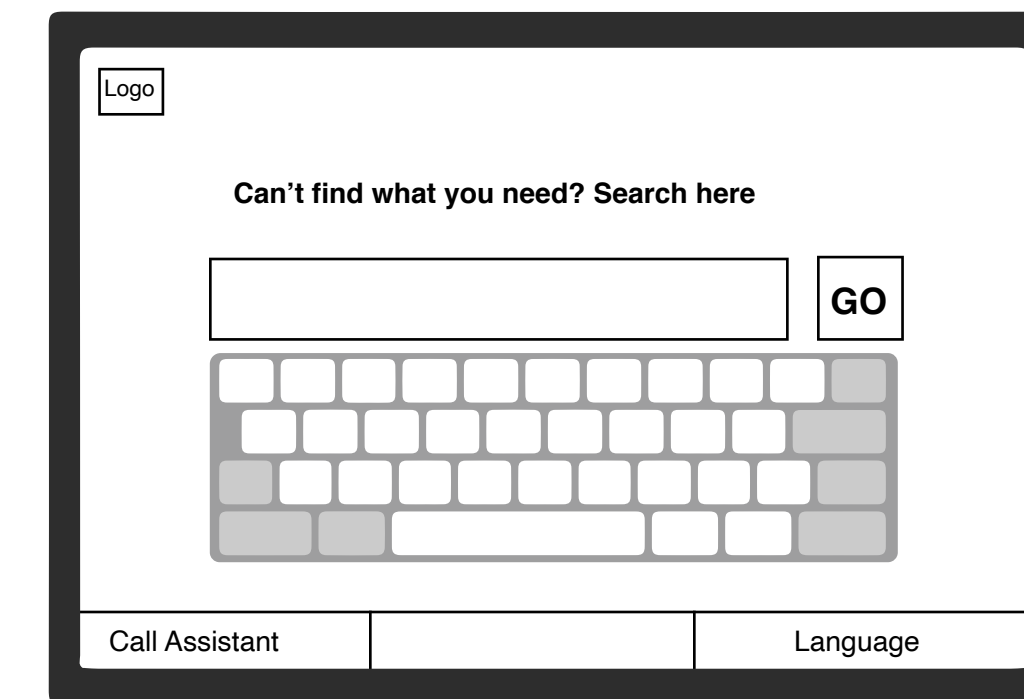 Logo
Can’t find what you need? Search here
GO
Call Assistant
Language